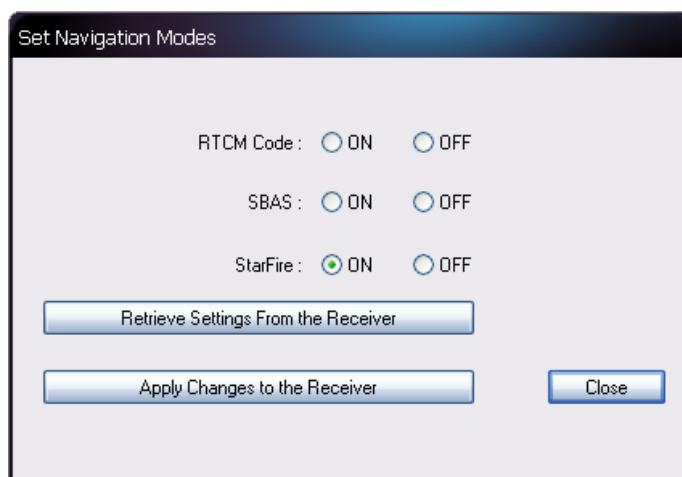 Set Navigation Modes
RTCM Code : ON OFF
SBAS : ON OFF
StarFire : ON OFF
Retrieve Settings From the Receiver
Apply Changes to the Receiver Close